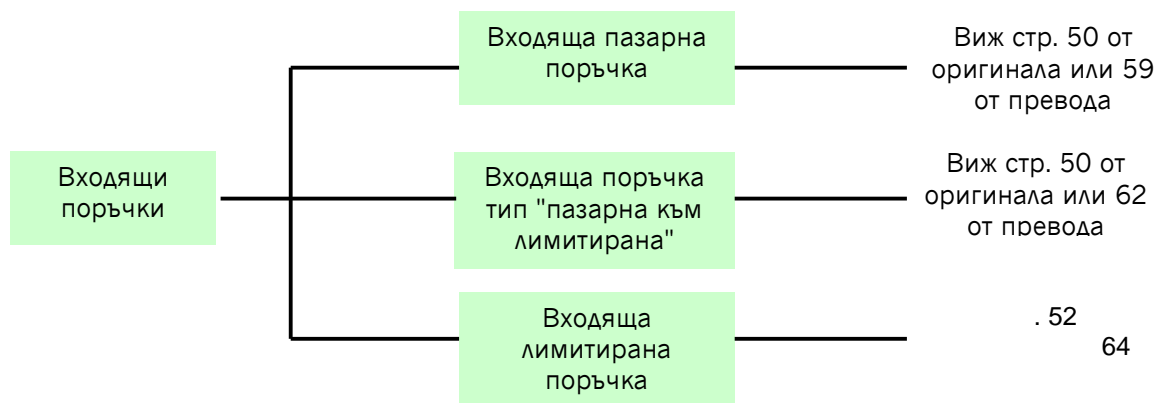 Входящи
поръчки
Входяща пазарна
поръчка
Виж стр. 50 от
оригинала или 59
от превода
Входяща поръчка
тип "пазарна към
лимитирана"
Виж стр. 50 от
оригинала или 62
от превода
Входяща
лимитирана
поръчка
. 52
64